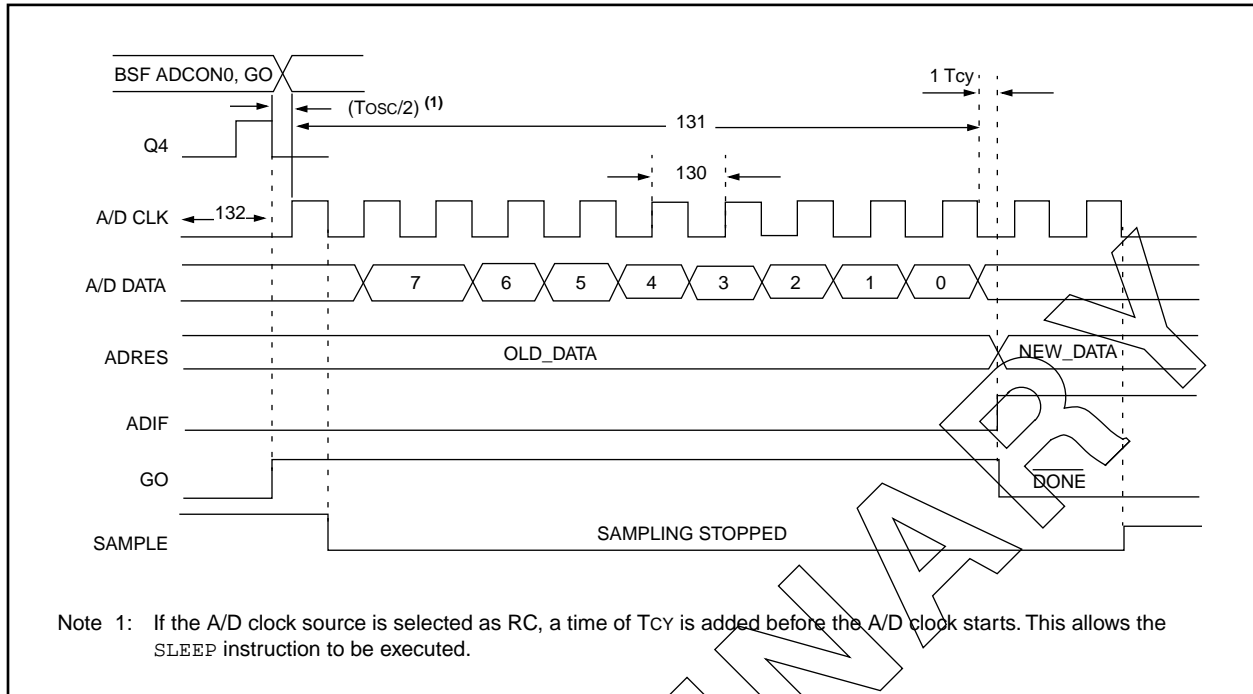 BSF ADCON0, GO
(TOSC/2) (1)
1 Tcy
131
Q4
130
A/D CLK
132
A/D DATA
7 6 5 4 3 2 1 0
ADRES
OLD_DATA
NEW_DATA
ADIF
GO
DONE
SAMPLE
SAMPLING STOPPED
Note 1: If the A/D clock source is selected as RC, a time of TCY is added before the A/D clock starts. This allows the
SLEEP instruction to be executed.
N A R Y